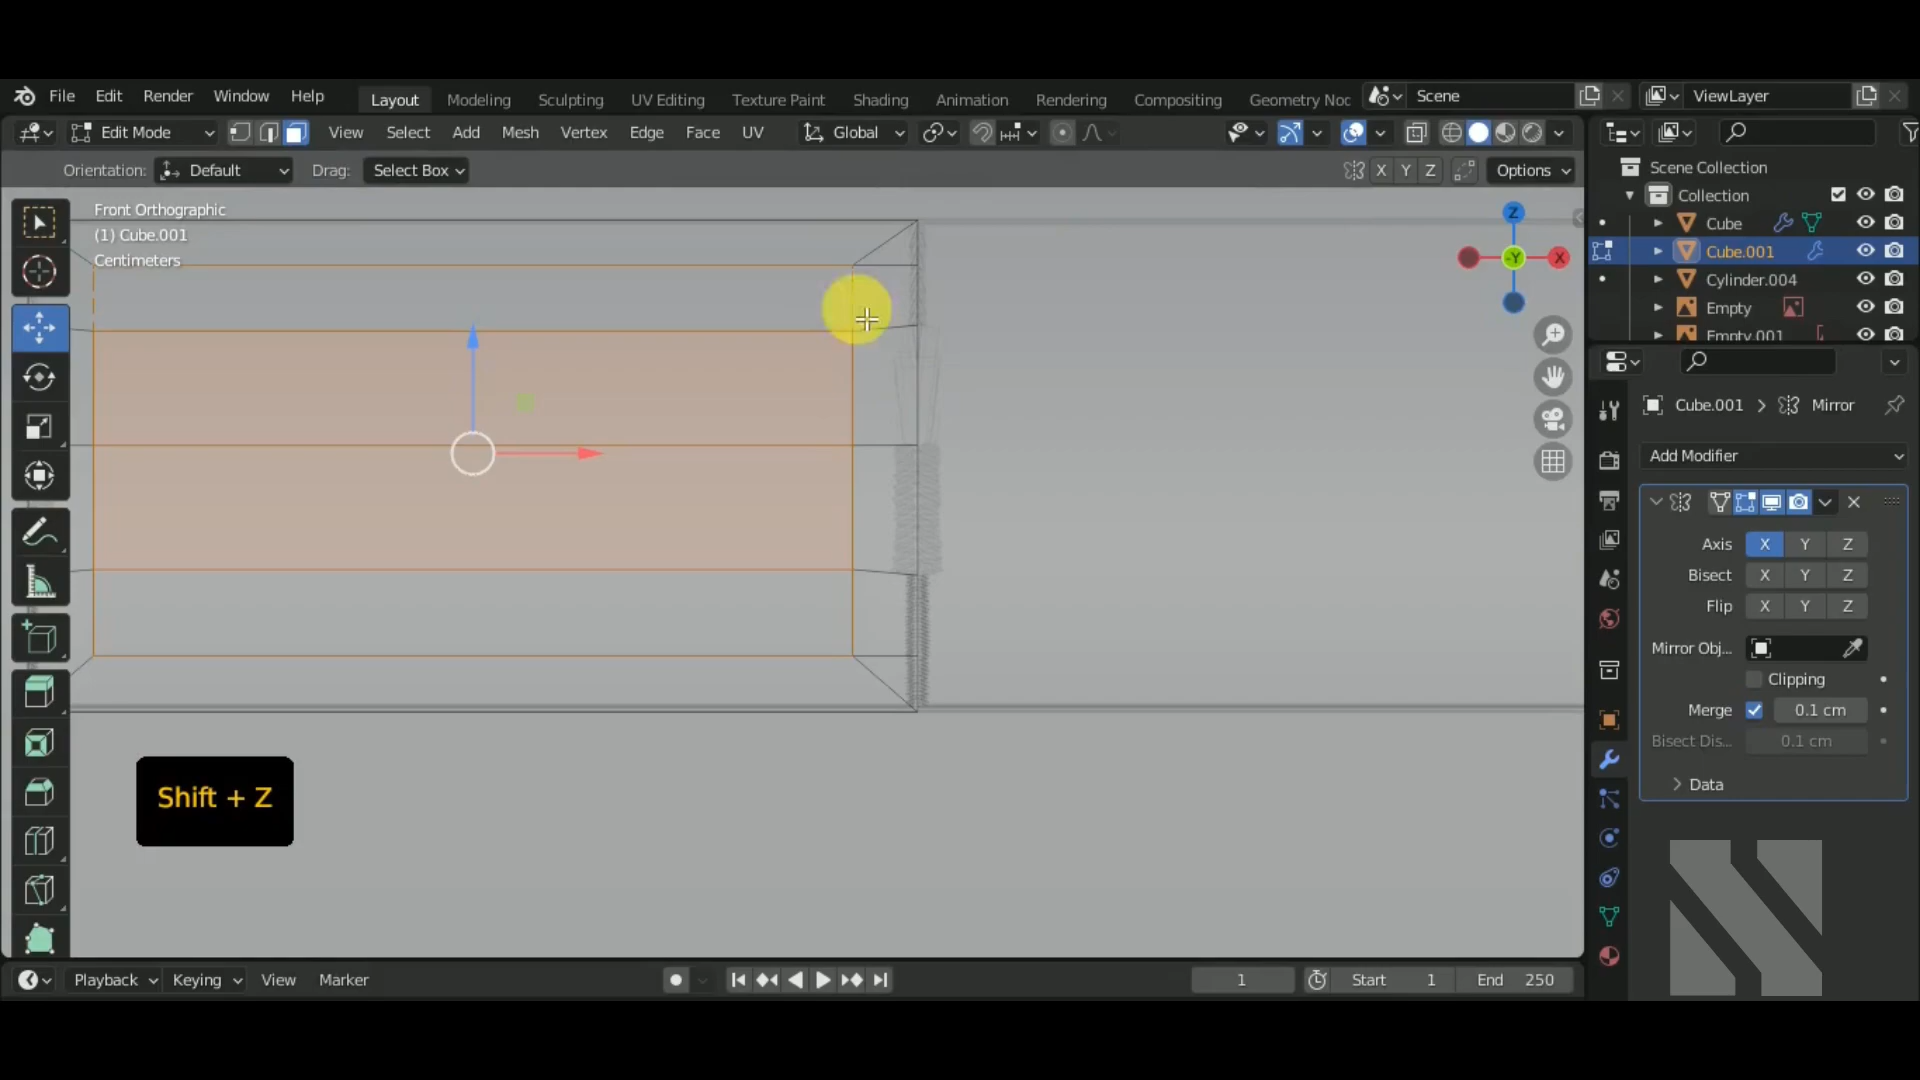 File Edit Render Window Help Layout Modeling Sculpting UV Editing Texture Paint Shading Animation Rendering Compositing Geometry Noc Scene ViewLayer
Edit Mode View Select Add Mesh Vertex Edge Face UV Global
Orientation: Default Drag: Select Box X Y Z Options
Scene Collection
Collection
Cube
Cube.001
Cylinder.004
Empty
Empty.001
Front Orthographic
(1) Cube.001
Centimeters
Z
-Y
X
Cube.001 > Mirror
Add Modifier
Axis X Y Z
Bisect X Y Z
Flip X Y Z
Mirror Obj...
Clipping
Merge 0.1 cm
Bisect Dis... 0.1 cm
Data
Shift + Z
Playback Keying View Marker 1 Start 1 End 250